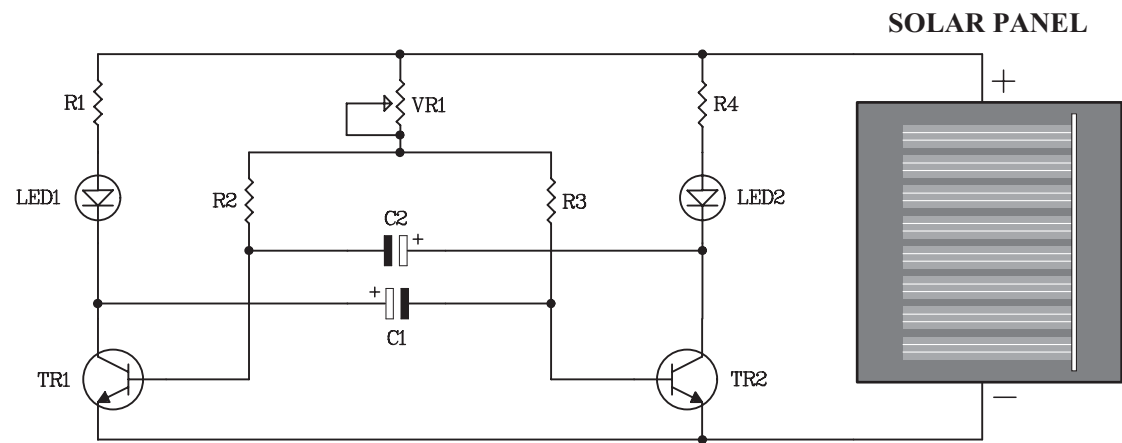 SOLAR PANEL
+
R1
VR1
R4
LED1
R2
R3
LED2
C2
+
+
C1
TR1
TR2
−